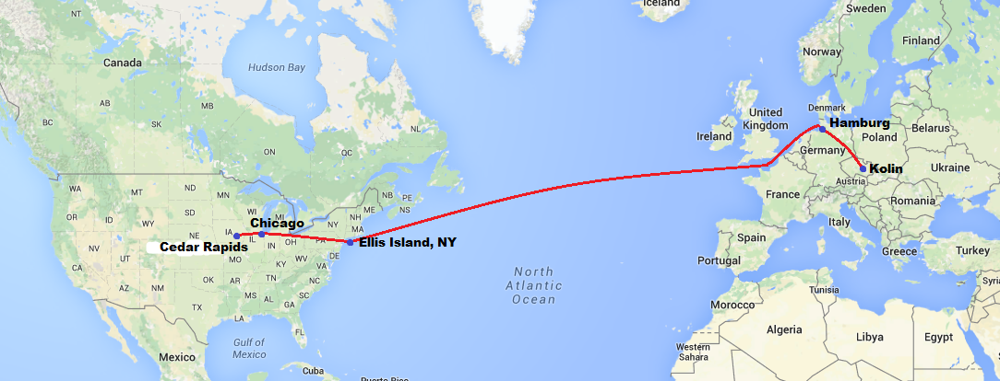 Iceland
Sweden
NT
Finland
Norway
Canada
Hudson Bay
AB
MB
BC
SK
NL
Denmark
United
Kingdom
Hamburg
Belarus
Ireland
Poland
ON
QC
Germany
Kolin
Ukraine
Austria
WA
MT
ND
NB
PE
France
Romania
ME
NS
OR
ID
SD
WI
MI
Chicago
NY
NH
MA
WY
Italy
NE
IA
Spain
Cedar Rapids
IL
IN
OH
PA
Ellis Island, NY
NV
UT
CO
DE
Greece
Turkey
Portugal
CA
KY
WV
VA
North
Atlantic
Ocean
AZ
NM
OK
AR
TN
NC
Tunisia
Syria
MS
AL
SC
GA
TX
LA
Morocco
FL
Algeria
Libya
Egypt
Gulf of
Mexico
Western
Sahara
Mexico
Cuba
Puerto Rico